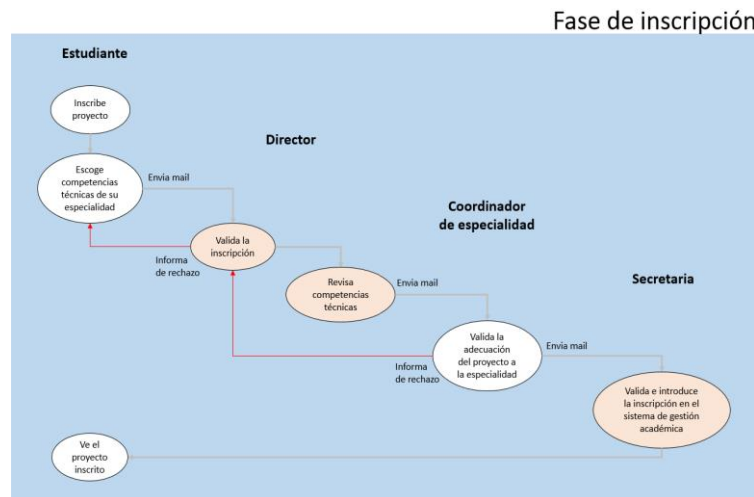 Fase de inscripción
Estudiante
Inscribe
proyecto
Director
Escoge
competencias
técnicas de su
especialidad
Envia mail
Coordinador
de especialidad
Valida la
inscripción
Informa
de rechazo
Revisa
competencias
técnicas
Envia mail
Secretaria
Valida la
adecuación
del proyecto a
la especialidad
Envia mail
Informa
de rechazo
Valida e introduce
la inscripción en el
sistema de gestión
académica
Ve el
proyecto
inscrito